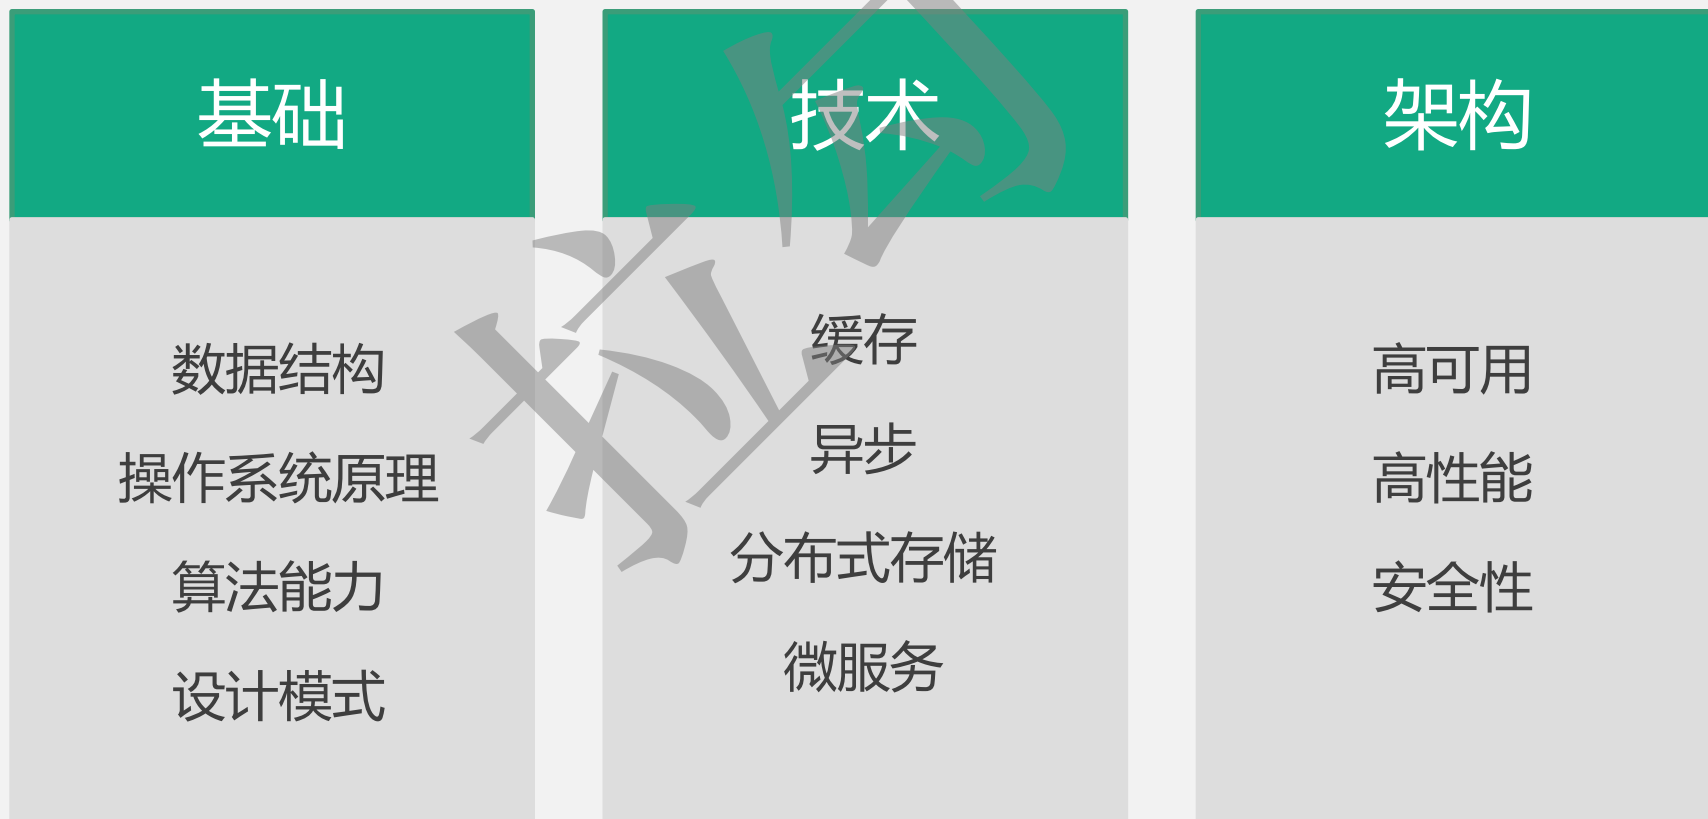 基础
数据结构
操作系统原理
算法能力
设计模式
技术
缓存
异步
分布式存储
微服务
架构
高可用
高性能
安全性
拉勾